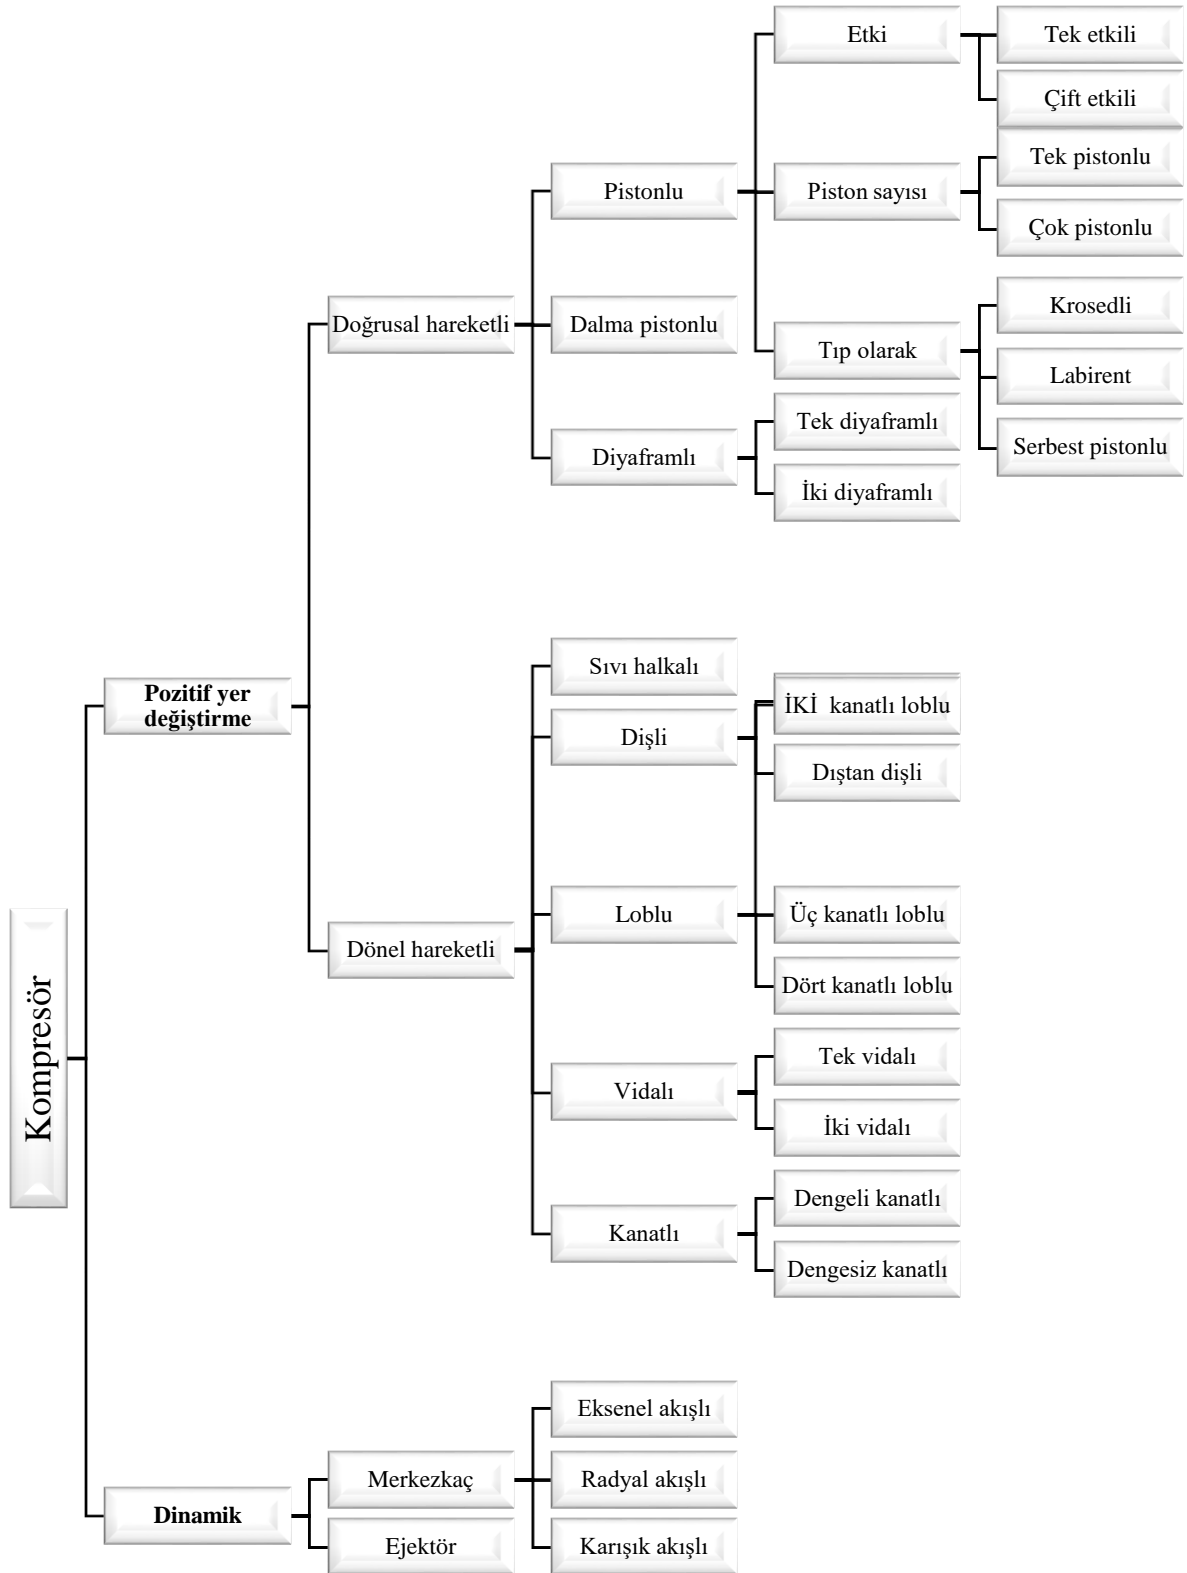 Kompresör
Pozitif yer
değiştirme
Doğrusal hareketli
Pistonlu
Etki
Tek etkili
Çift etkili
Piston sayısı
Tek pistonlu
Çok pistonlu
Tıp olarak
Krosedli
Labirent
Serbest pistonlu
Dalma pistonlu
Diyaframlı
Tek diyaframlı
İki diyaframlı
Dönel hareketli
Sıvı halkalı
Dişli
İKİ kanatlı loblu
Dıştan dişli
Loblu
Üç kanatlı loblu
Dört kanatlı loblu
Vidalı
Tek vidalı
İki vidalı
Kanatlı
Dengeli kanatlı
Dengesiz kanatlı
Dinamik
Merkezkaç
Eksenel akışlı
Radyal akışlı
Karışık akışlı
Ejektör